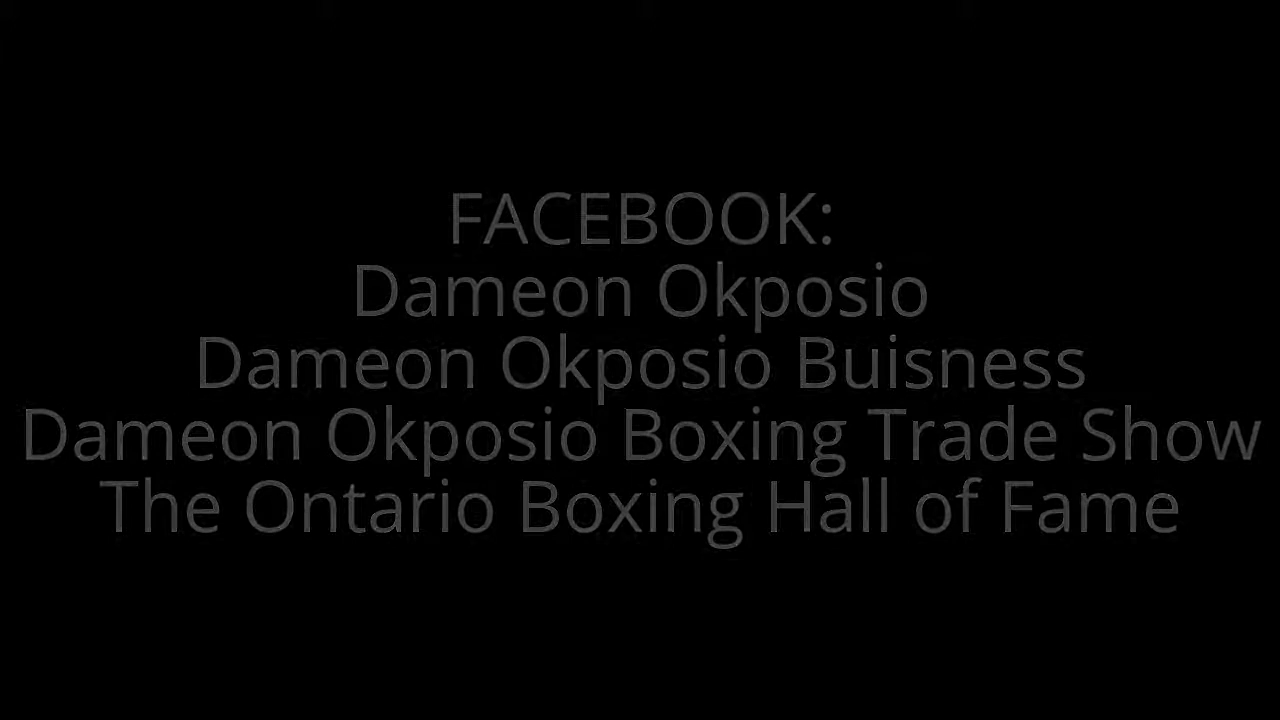 FACEBOOK:
Dameon Okposio
Dameon Okposio Buisness
Dameon Okposio Boxing Trade Show
The Ontario Boxing Hall of Fame